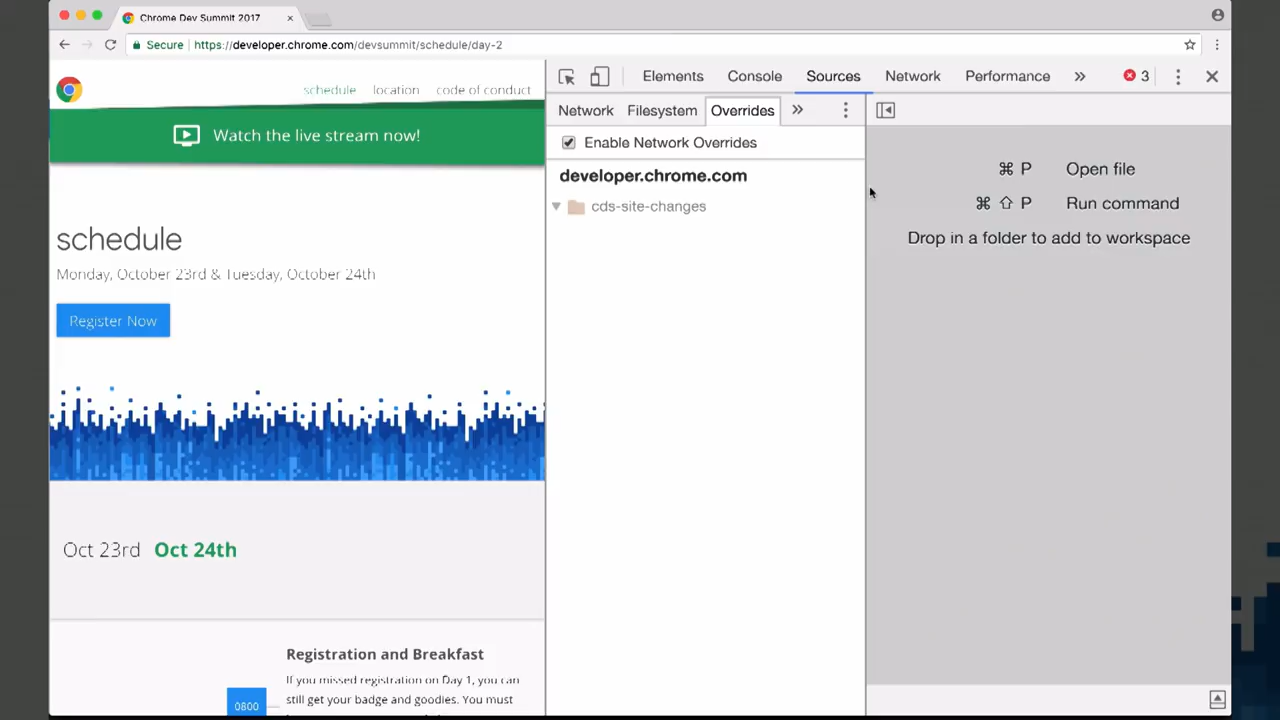 Chrome Dev Summit 2017
Secure https://developer.chrome.com/devsummit/schedule/day-2
schedule location code of conduct
Watch the live stream now!
schedule
Monday, October 23rd & Tuesday, October 24th
Register Now
Oct 23rd Oct 24th
Registration and Breakfast
If you missed registration on Day 1, you can
still get your badge and goodies. You must
0800
Elements Console Sources Network Performance » 3
Network Filesystem Overrides »
Enable Network Overrides
developer.chrome.com
cds-site-changes
⌘ P Open file
⌘ ⇧ P Run command
Drop in a folder to add to workspace